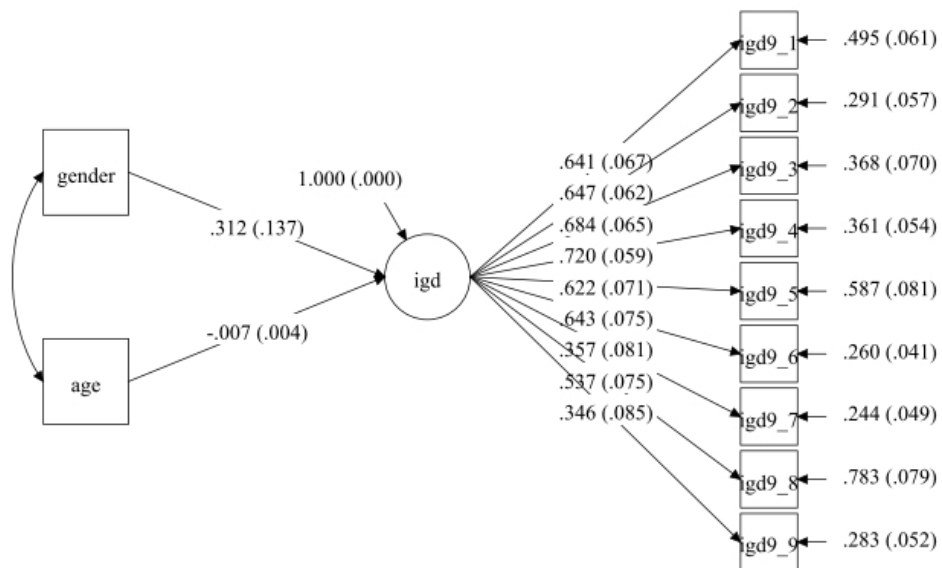 gender
age
.312 (.137)
-.007 (.004)
1.000 (.000)
igd
.641 (.067)
.647 (.062)
.684 (.065)
.720 (.059)
.622 (.071)
.643 (.075)
.357 (.081)
.537 (.075)
.346 (.085)
igd9_1 .495 (.061)
igd9_2 .291 (.057)
igd9_3 .368 (.070)
igd9_4 .361 (.054)
igd9_5 .587 (.081)
igd9_6 .260 (.041)
igd9_7 .244 (.049)
igd9_8 .783 (.079)
igd9_9 .283 (.052)